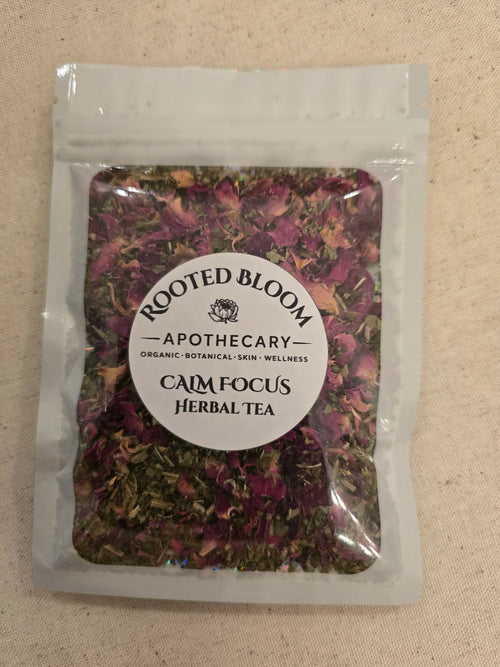 ROOTED BLOOM
APOTHECARY
ORGANIC • BOTANICAL • SKIN • WELLNESS
CALM FOCUS
HERBAL TEA